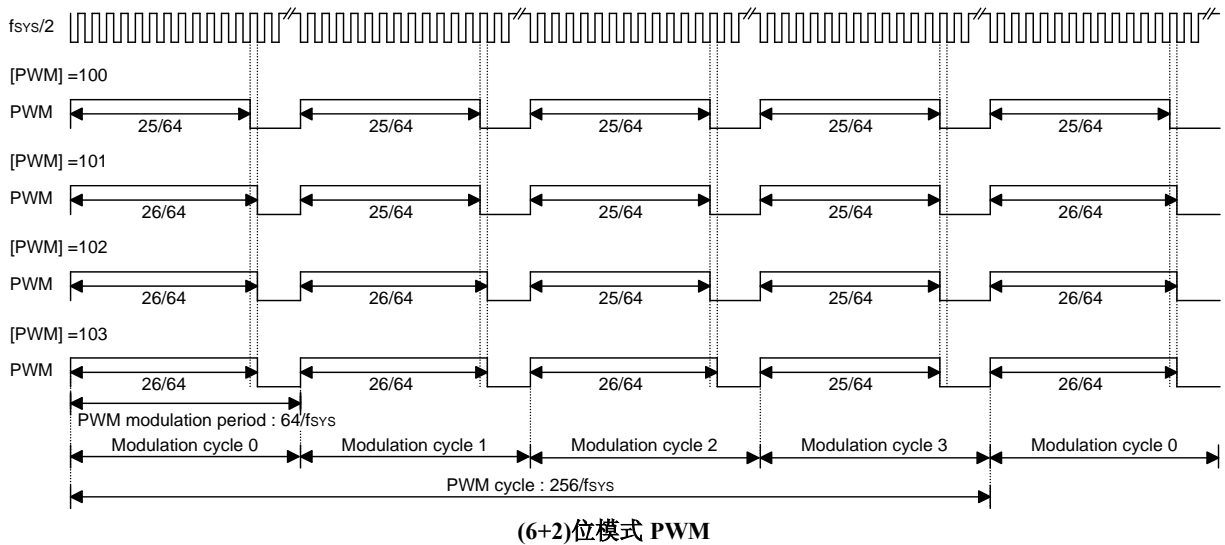 fSYS/2
[PWM] =100
PWM
25/64 25/64 25/64 25/64 25/64
[PWM] =101
PWM
26/64 25/64 25/64 25/64 26/64
[PWM] =102
PWM
26/64 26/64 25/64 25/64 26/64
[PWM] =103
PWM
26/64 26/64 26/64 25/64 26/64
PWM modulation period : 64/fSYS
Modulation cycle 0 Modulation cycle 1 Modulation cycle 2 Modulation cycle 3 Modulation cycle 0
PWM cycle : 256/fSYS
(6+2)位模式 PWM